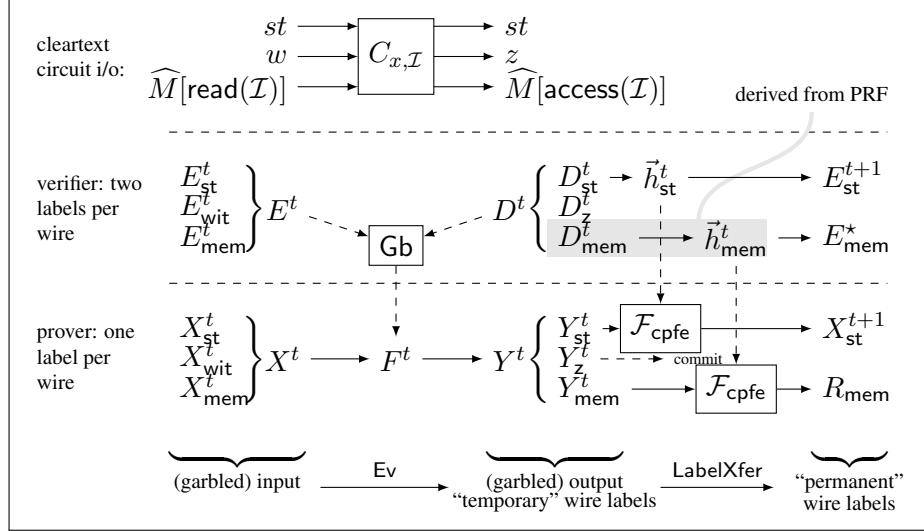 cleartext
circuit i/o:
st
w
M̂[read(ℐ)]
C_{x,ℐ}
st
z
M̂[access(ℐ)]
derived from PRF
verifier: two
labels per
wire
E^t_st
E^t_wit
E^t_mem
E^t
Gb
D^t
D^t_st
D^t_z
D^t_mem
h⃗^t_st
h⃗^t_mem
E^{t+1}_st
E^⋆_mem
prover: one
label per
wire
X^t_st
X^t_wit
X^t_mem
X^t
F^t
Y^t
Y^t_st
Y^t_z
Y^t_mem
ℱ_cpfe
commit
ℱ_cpfe
X^{t+1}_st
R_mem
(garbled) input
Ev
(garbled) output
"temporary" wire labels
LabelXfer
"permanent"
wire labels